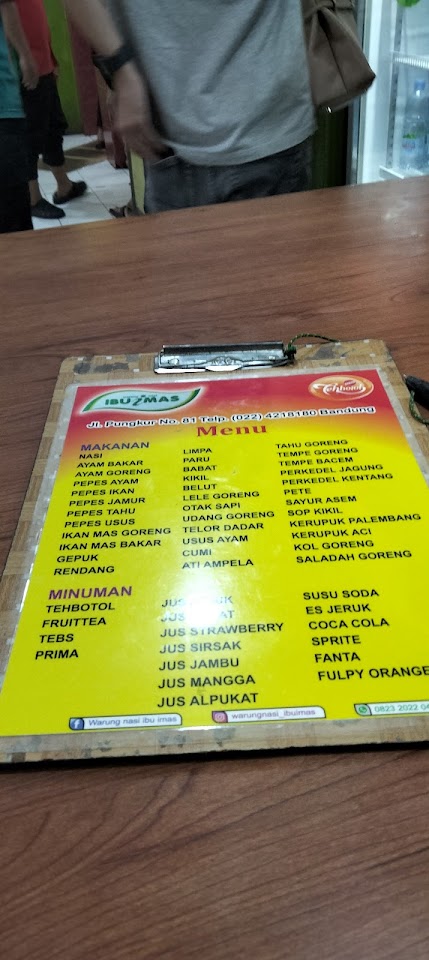 IBU IMAS
Tehbotol
Jl. Pungkur No. 81 Telp. (022) 4218180 Bandung
Menu
MAKANAN
NASI
AYAM BAKAR
AYAM GORENG
PEPES AYAM
PEPES IKAN
PEPES JAMUR
PEPES TAHU
PEPES USUS
IKAN MAS GORENG
IKAN MAS BAKAR
GEPUK
RENDANG
LIMPA
PARU
BABAT
KIKIL
BELUT
LELE GORENG
OTAK SAPI
UDANG GORENG
TELOR DADAR
USUS AYAM
CUMI
ATI AMPELA
TAHU GORENG
TEMPE GORENG
TEMPE BACEM
PERKEDEL JAGUNG
PERKEDEL KENTANG
PETE
SAYUR ASEM
SOP KIKIL
KERUPUK PALEMBANG
KERUPUK ACI
KOL GORENG
SALADAH GORENG
MINUMAN
TEHBOTOL
FRUITTEA
TEBS
PRIMA
JUS
JUS
JUS STRAWBERRY
JUS SIRSAK
JUS JAMBU
JUS MANGGA
JUS ALPUKAT
SUSU SODA
ES JERUK
COCA COLA
SPRITE
FANTA
FULPY ORANGE
Warung nasi ibu imas
warungnasi_ibuimas
0823 2022